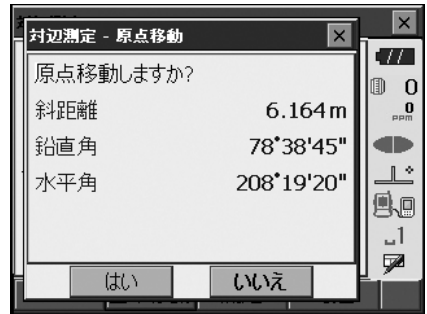 対辺測定 - 原点移動
原点移動しますか?
斜距離 6.164m
鉛直角 78°38'45"
水平角 208°19'20"
はい いいえ
0
0
PPM
1